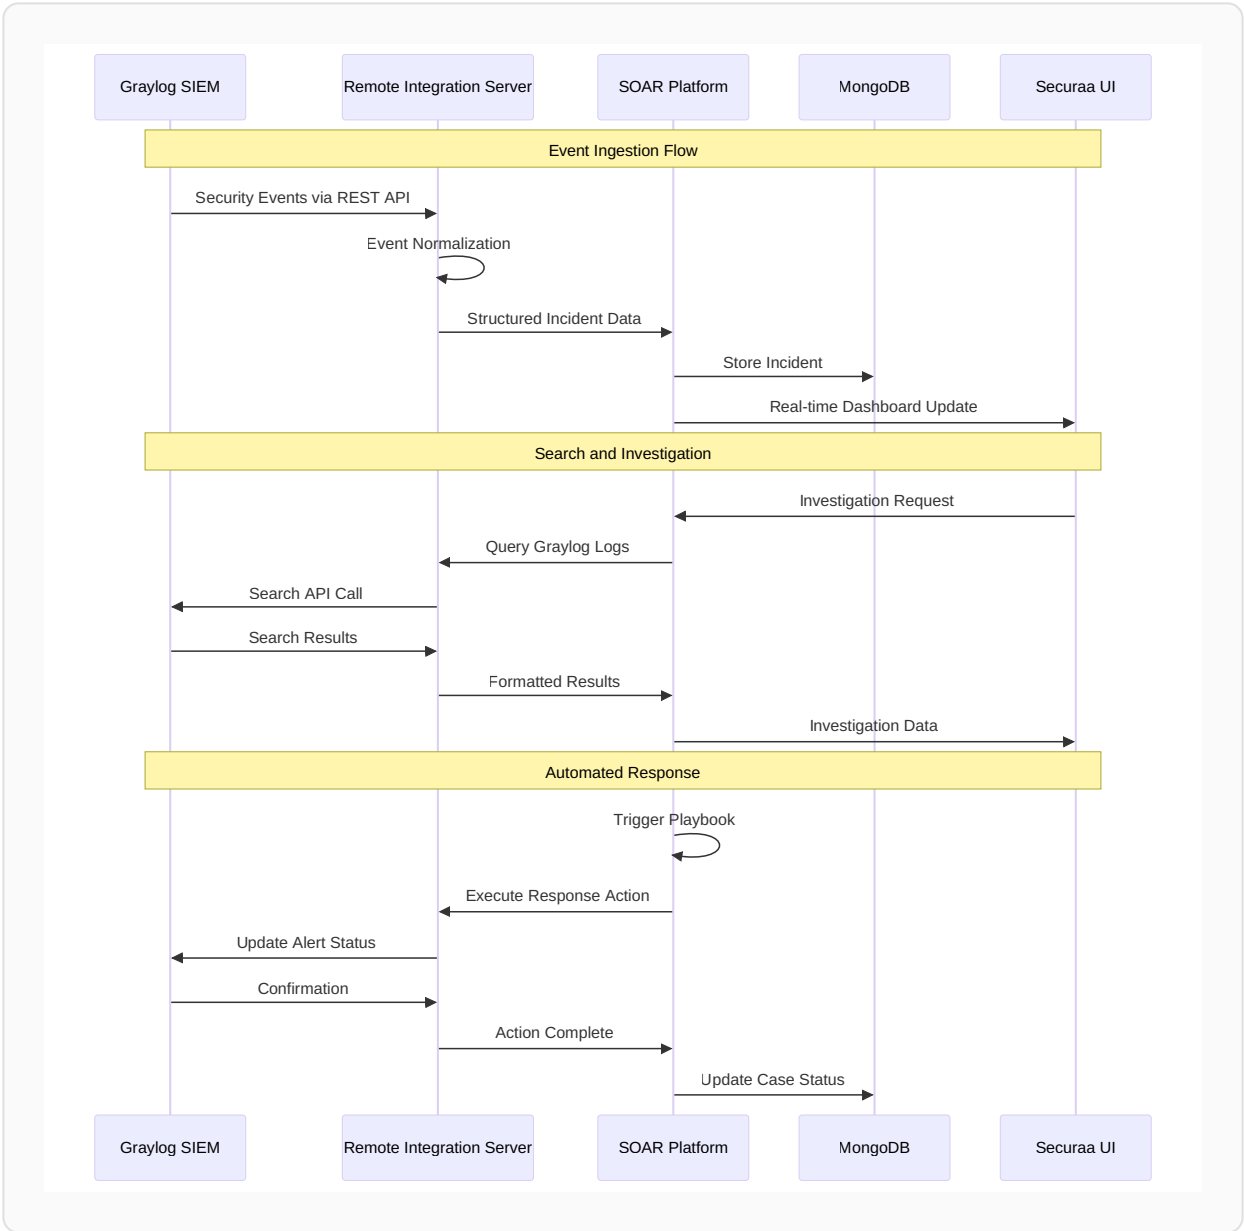 Graylog SIEM
Remote Integration Server
SOAR Platform
MongoDB
Securaa UI
Event Ingestion Flow
Security Events via REST API
Event Normalization
Structured Incident Data
Store Incident
Real-time Dashboard Update
Search and Investigation
Investigation Request
Query Graylog Logs
Search API Call
Search Results
Formatted Results
Investigation Data
Automated Response
Trigger Playbook
Execute Response Action
Update Alert Status
Confirmation
Action Complete
Update Case Status
Graylog SIEM
Remote Integration Server
SOAR Platform
MongoDB
Securaa UI